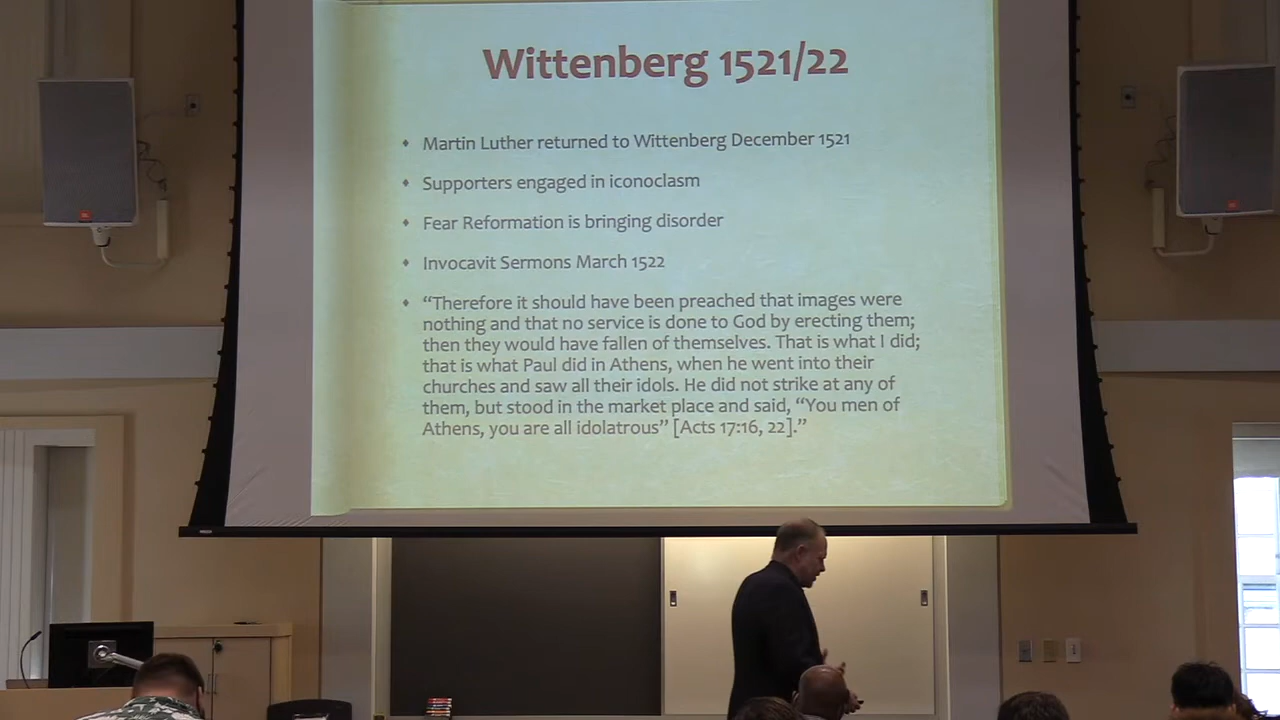 Wittenberg 1521/22
Martin Luther returned to Wittenberg December 1521
Supporters engaged in iconoclasm
Fear Reformation is bringing disorder
Invocavit Sermons March 1522
“Therefore it should have been preached that images were
nothing and that no service is done to God by erecting them;
then they would have fallen of themselves. That is what I did;
that is what Paul did in Athens, when he went into their
churches and saw all their idols. He did not strike at any of
them, but stood in the market place and said, “You men of
Athens, you are all idolatrous” [Acts 17:16, 22].”
JBL
JBL